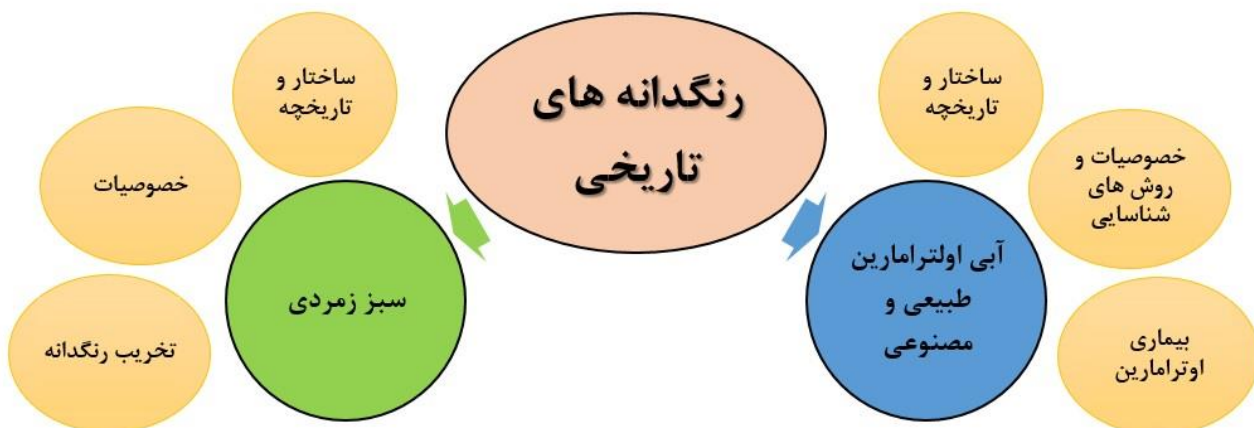 رنگدانه های
تاریخی
ساختار و
تاریخچه
خصوصیات و
روش های
شناسایی
آبی اولترامارین
طبیعی و
مصنوعی
بیماری
اوترامارین
ساختار و
تاریخچه
خصوصیات
سبز زمردی
تخریب رنگدانه